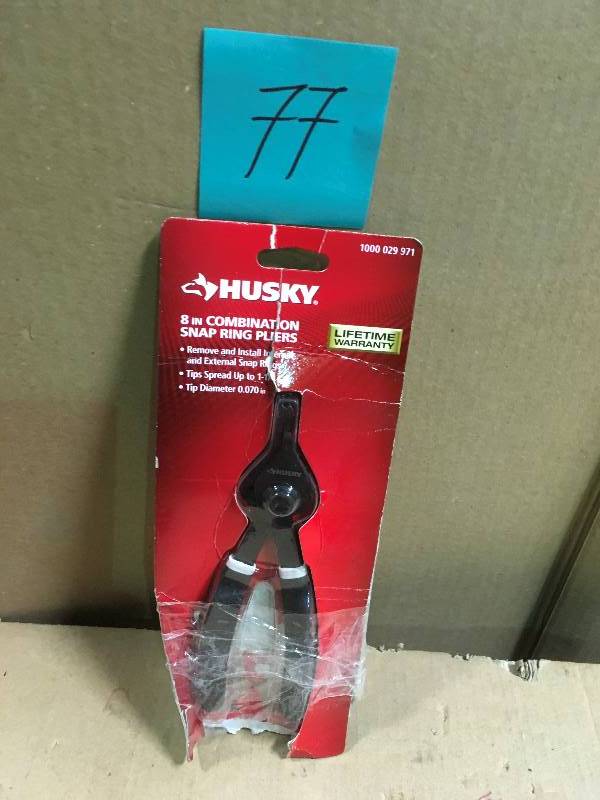 77
1000 029 971
HUSKY
8 IN COMBINATION
SNAP RING PLIERS
LIFETIME
WARRANTY
• Remove and Install
and External Snap
• Tips Spread Up to
• Tip Diameter 0.070 in
HUSKY